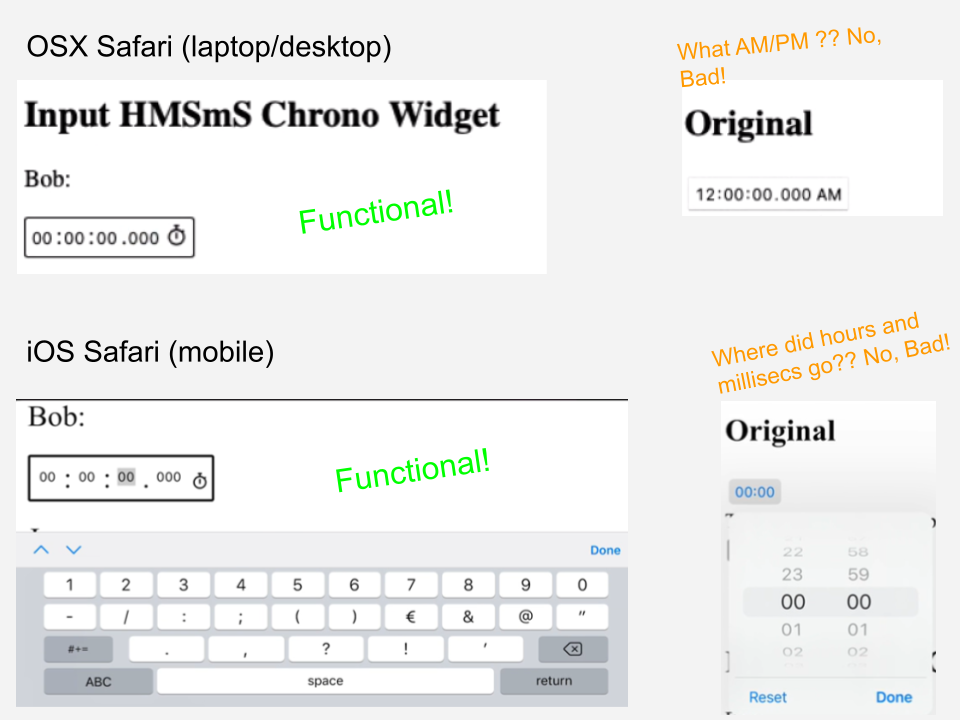 OSX Safari (laptop/desktop)
What AM/PM ?? No,
Bad!
Input HMSmS Chrono Widget
Bob:
00:00:00.000
Functional!
Original
12:00:00.000 AM
iOS Safari (mobile)
Where did hours and
millisecs go?? No, Bad!
Bob:
00 : 00 : 00 . 000
Functional!
Done
1 2 3 4 5 6 7 8 9 0
- / : ; ( ) € & @ "
#+= . , ? ! '
ABC space return
Original
00:00
22 58
23 59
00 00
01 01
02 02
Reset Done